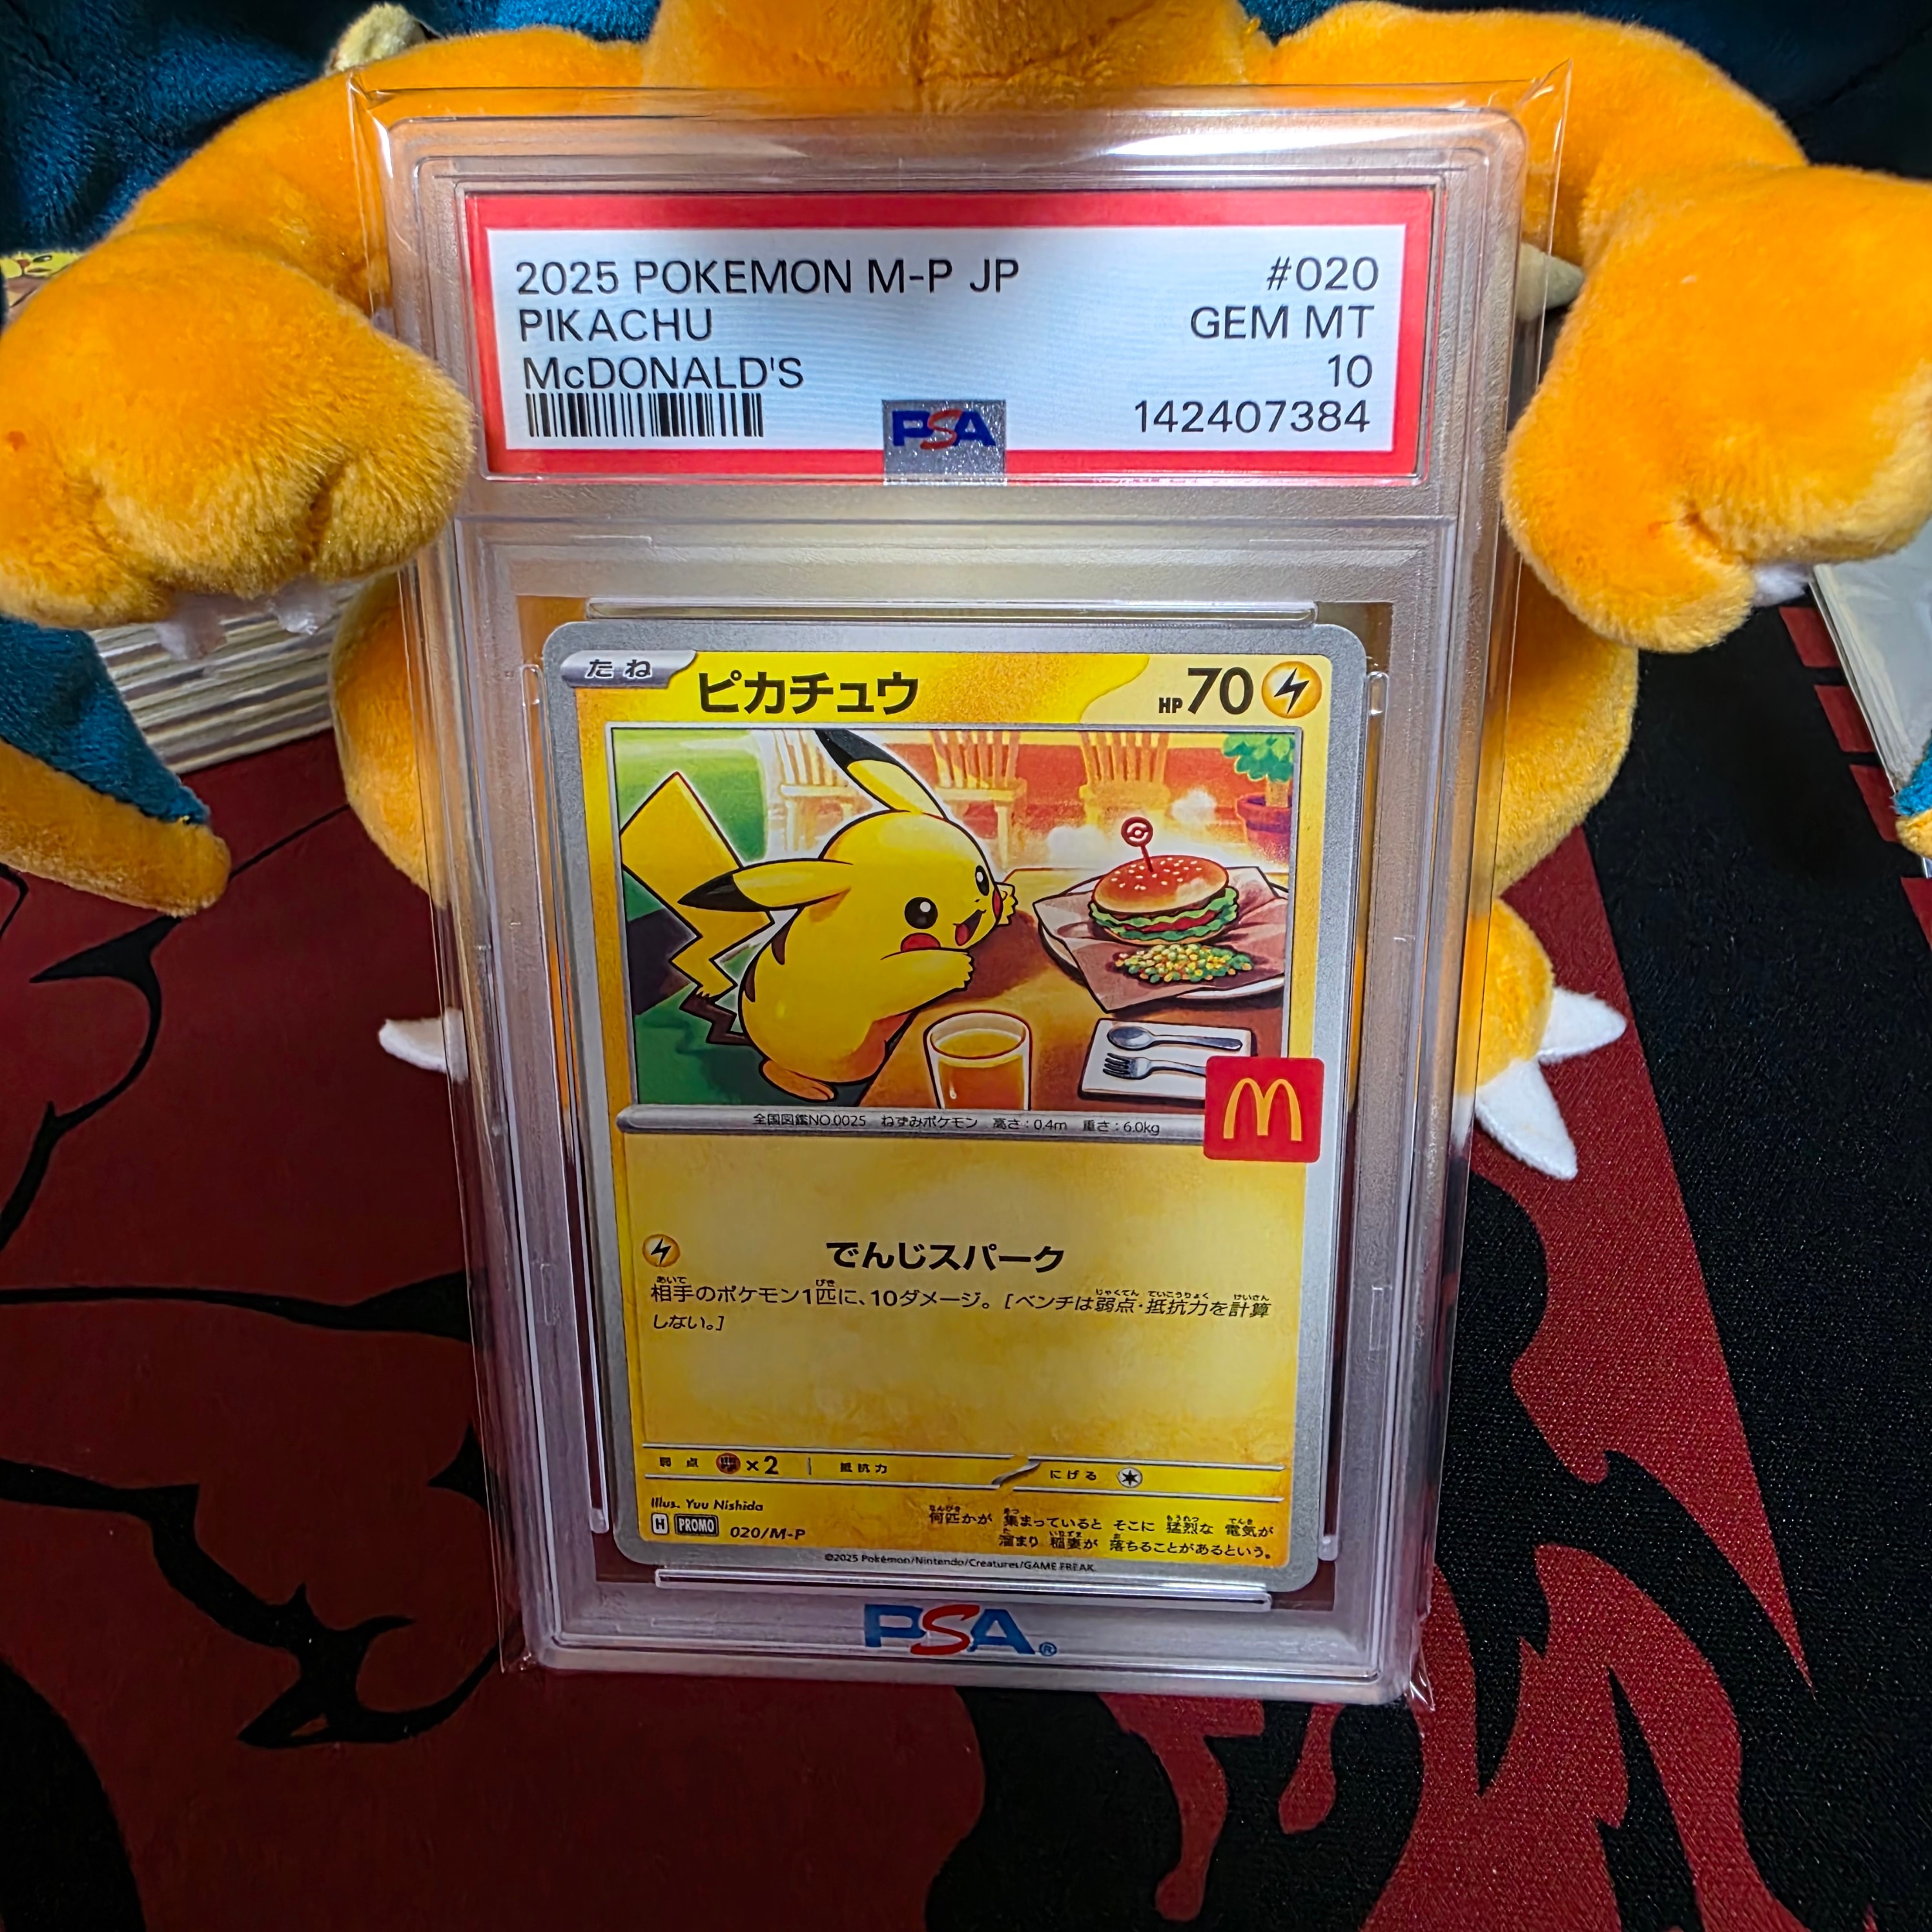 2025 POKEMON M-P JP #020
PIKACHU GEM MT
McDONALD'S 10
PSA 142407384
たね ピカチュウ HP70
全国図鑑NO.0025 ねずみポケモン 高さ：0.4m 重さ：6.0kg
でんじスパーク
相手のポケモン1匹に、10ダメージ。［ベンチは弱点・抵抗力を計算
しない。］
弱点 ×2 抵抗力 にげる
Illus. Yuu Nishida
何匹かが 集まっていると そこに 猛烈な 電気が
H PROMO 020/M-P
溜まり 稲妻が 落ちることがあるという。
©2025 Pokémon/Nintendo/Creatures/GAME FREAK.
PSA®